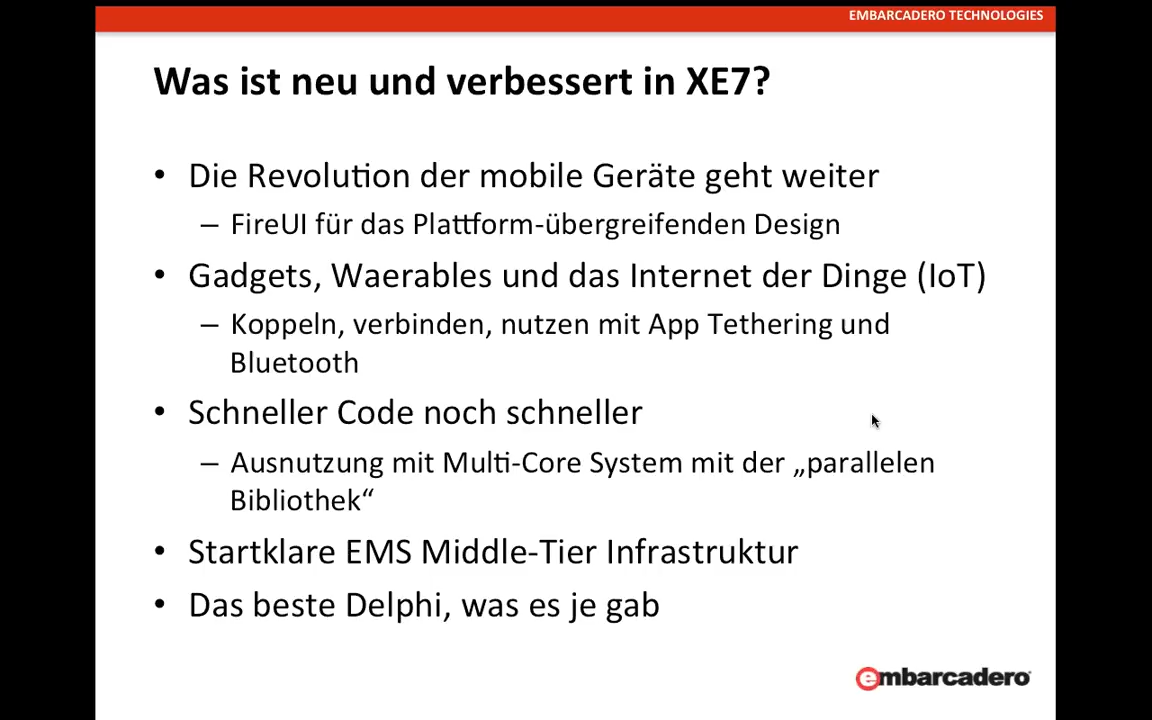 EMBARCADERO TECHNOLOGIES
Was ist neu und verbessert in XE7?
• Die Revolution der mobile Geräte geht weiter
– FireUI für das Plattform-übergreifenden Design
• Gadgets, Waerables und das Internet der Dinge (IoT)
– Koppeln, verbinden, nutzen mit App Tethering und
Bluetooth
• Schneller Code noch schneller
– Ausnutzung mit Multi-Core System mit der „parallelen
Bibliothek“
• Startklare EMS Middle-Tier Infrastruktur
• Das beste Delphi, was es je gab
embarcadero